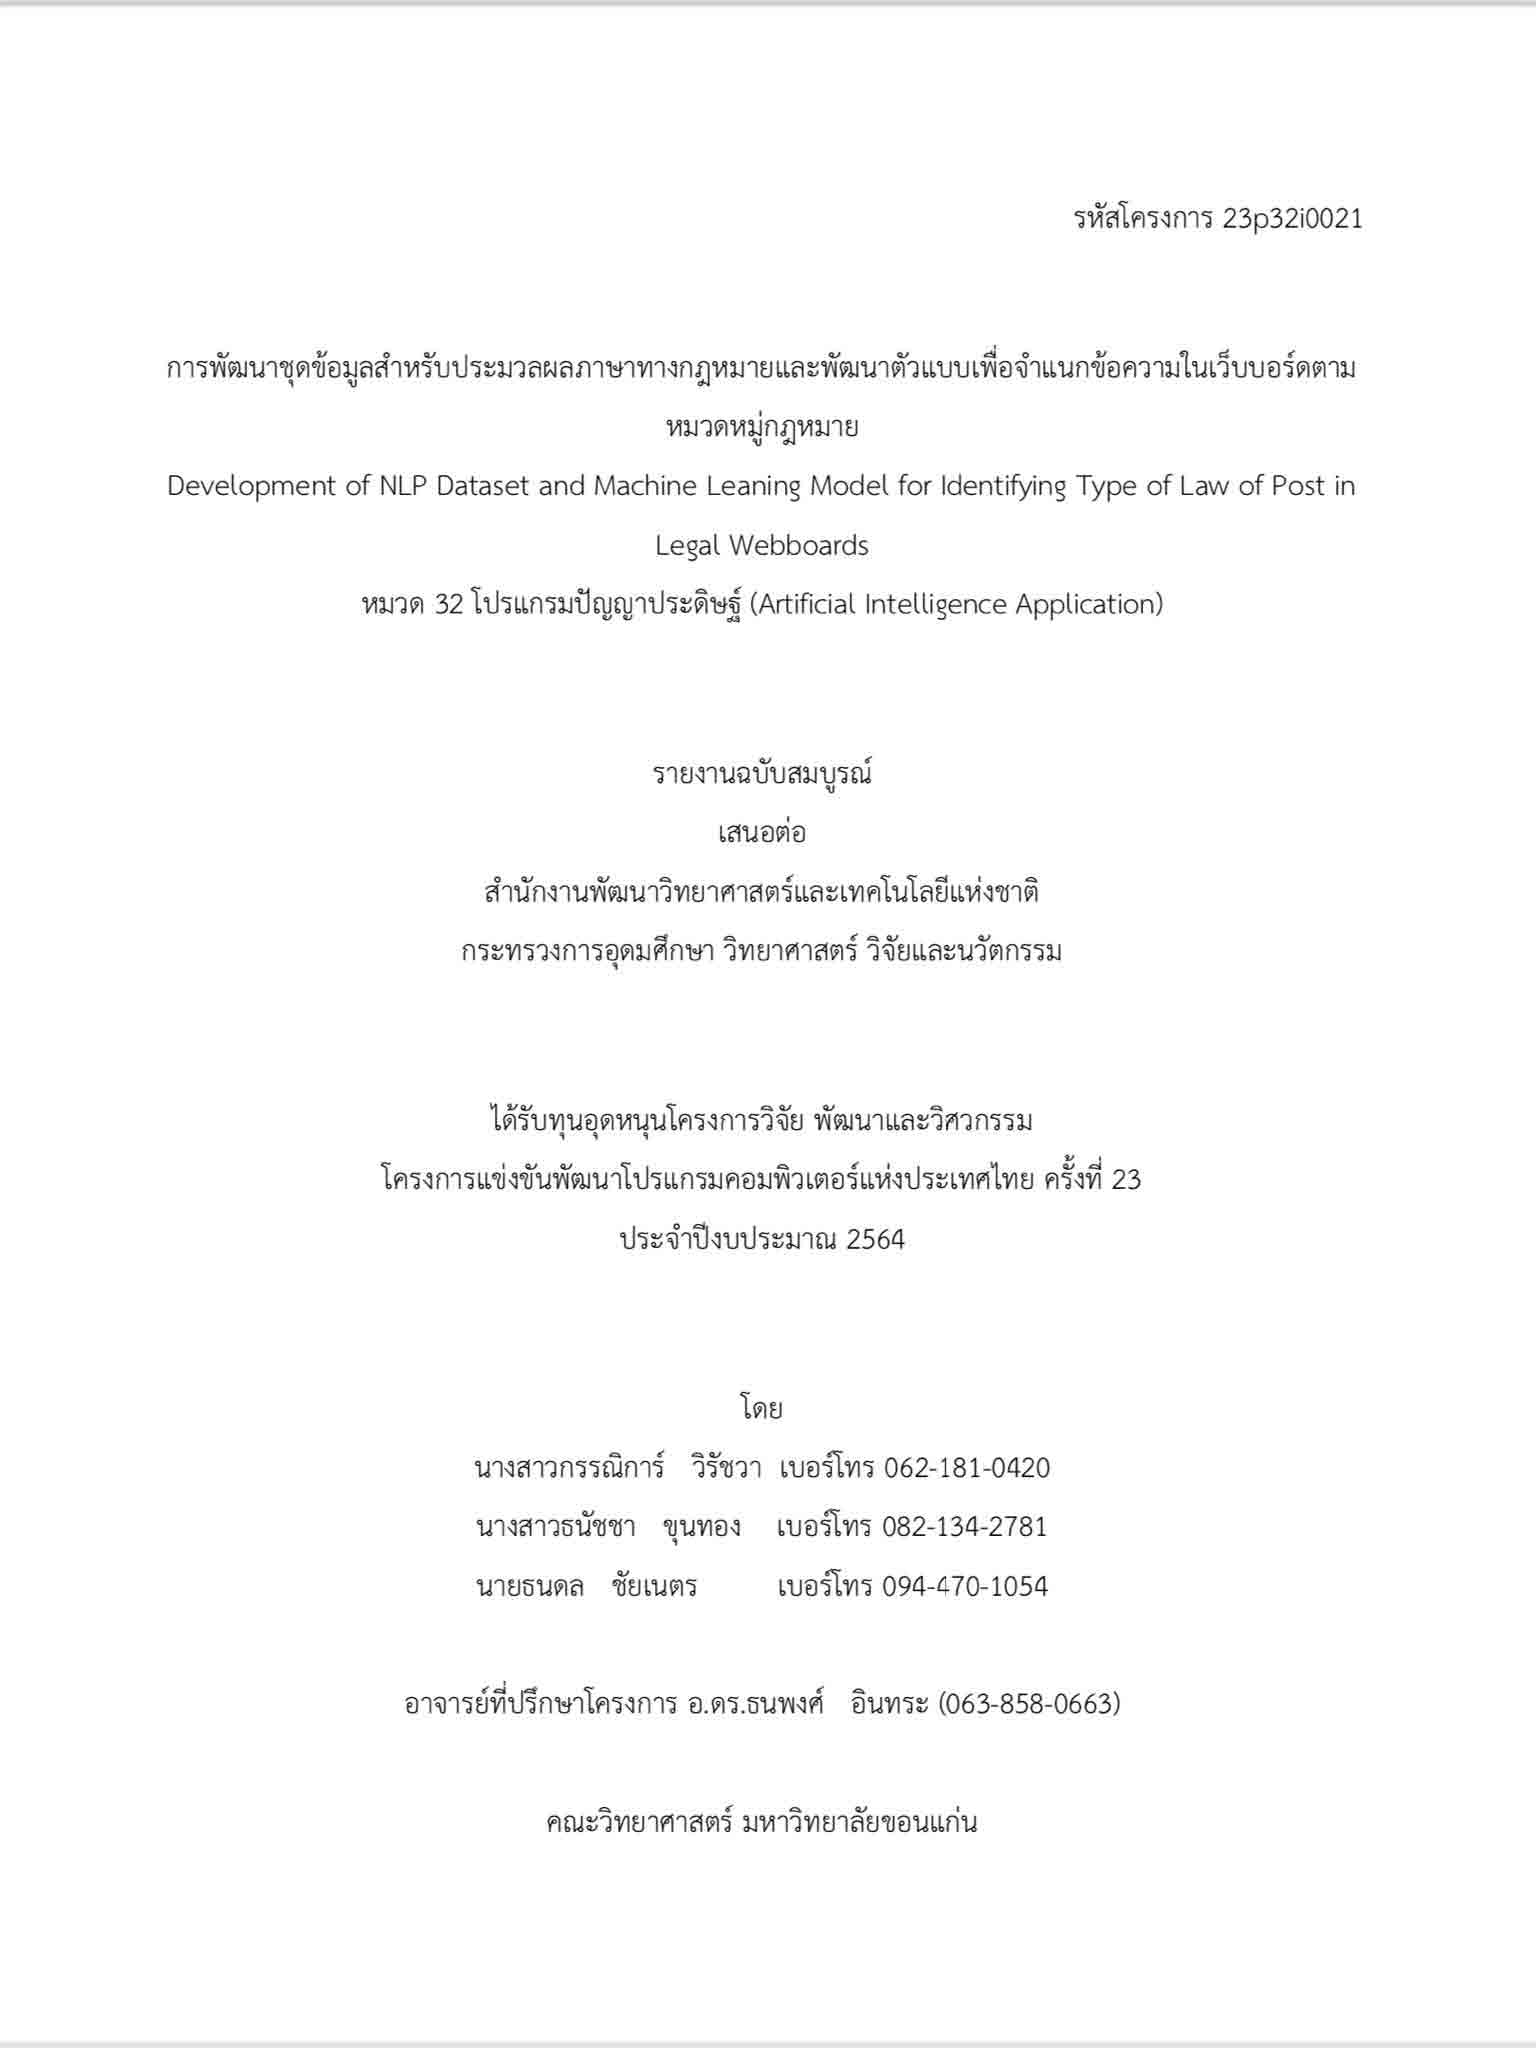 รหัสโครงการ 23p32i0021
การพัฒนาชุดข้อมูลสำหรับประมวลผลภาษาทางกฎหมายและพัฒนาตัวแบบเพื่อจำแนกข้อความในเว็บบอร์ดตาม
หมวดหมู่กฎหมาย
Development of NLP Dataset and Machine Leaning Model for Identifying Type of Law of Post in
Legal Webboards
หมวด 32 โปรแกรมปัญญาประดิษฐ์ (Artificial Intelligence Application)
รายงานฉบับสมบูรณ์
เสนอต่อ
สำนักงานพัฒนาวิทยาศาสตร์และเทคโนโลยีแห่งชาติ
กระทรวงการอุดมศึกษา วิทยาศาสตร์ วิจัยและนวัตกรรม
ได้รับทุนอุดหนุนโครงการวิจัย พัฒนาและวิศวกรรม
โครงการแข่งขันพัฒนาโปรแกรมคอมพิวเตอร์แห่งประเทศไทย ครั้งที่ 23
ประจำปีงบประมาณ 2564
โดย
นางสาวกรรณิการ์ วิรัชวา เบอร์โทร 062-181-0420
นางสาวธนัชชา ขุนทอง เบอร์โทร 082-134-2781
นายธนดล ชัยเนตร เบอร์โทร 094-470-1054
อาจารย์ที่ปรึกษาโครงการ อ.ดร.ธนพงศ์ อินทระ (063-858-0663)
คณะวิทยาศาสตร์ มหาวิทยาลัยขอนแก่น